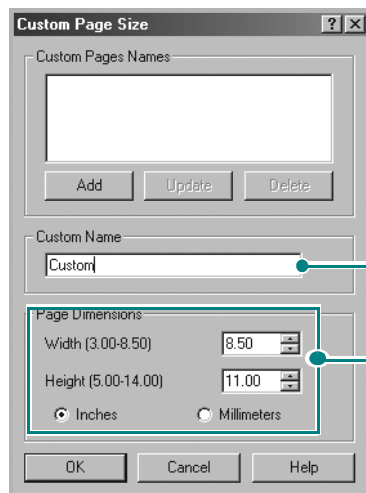 Custom Page Size
Custom Pages Names
Add Update Delete
Custom Name
Custom
Page Dimensions
Width (3.00-8.50) 8.50
Height (5.00-14.00) 11.00
Inches Millimeters
OK Cancel Help